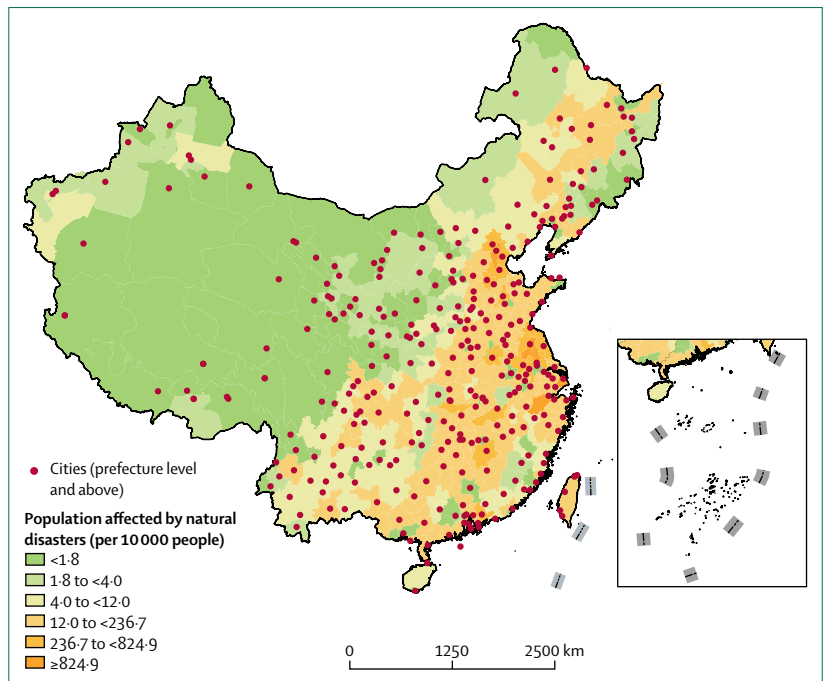 Cities (prefecture level
and above)
Population affected by natural
disasters (per 10 000 people)
<1·8
1·8 to <4·0
4·0 to <12·0
12·0 to <236·7
236·7 to <824·9
≥824·9
0 1250 2500 km